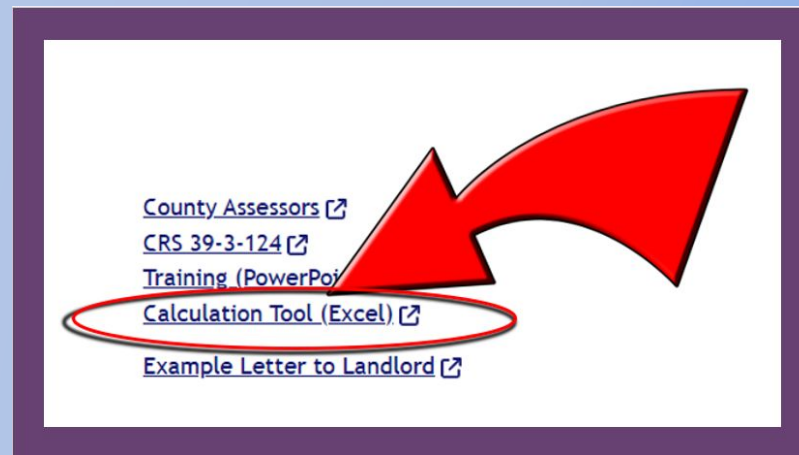 County Assessors
CRS 39-3-124
Training (PowerPoi
Calculation Tool (Excel)
Example Letter to Landlord